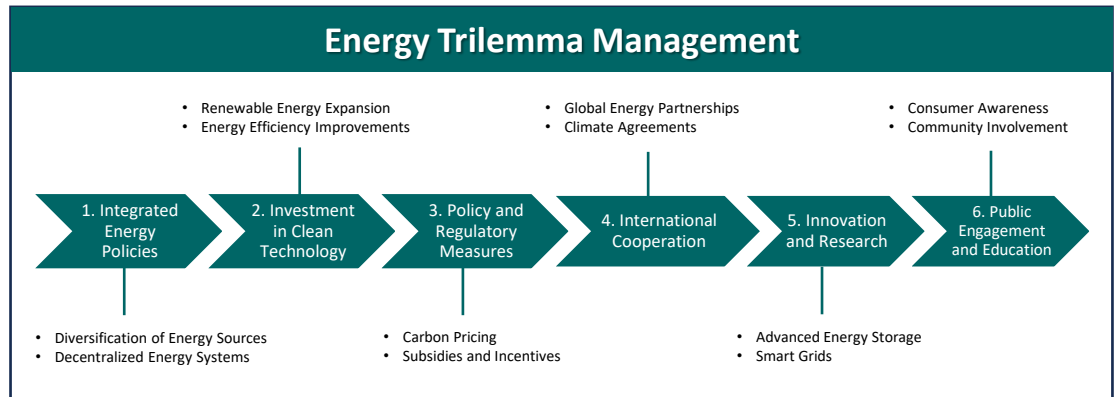 Energy Trilemma Management
• Renewable Energy Expansion
• Energy Efficiency Improvements
• Global Energy Partnerships
• Climate Agreements
• Consumer Awareness
• Community Involvement
1. Integrated
Energy
Policies
2. Investment
in Clean
Technology
3. Policy and
Regulatory
Measures
4. International
Cooperation
5. Innovation
and Research
6. Public
Engagement
and Education
• Diversification of Energy Sources
• Decentralized Energy Systems
• Carbon Pricing
• Subsidies and Incentives
• Advanced Energy Storage
• Smart Grids